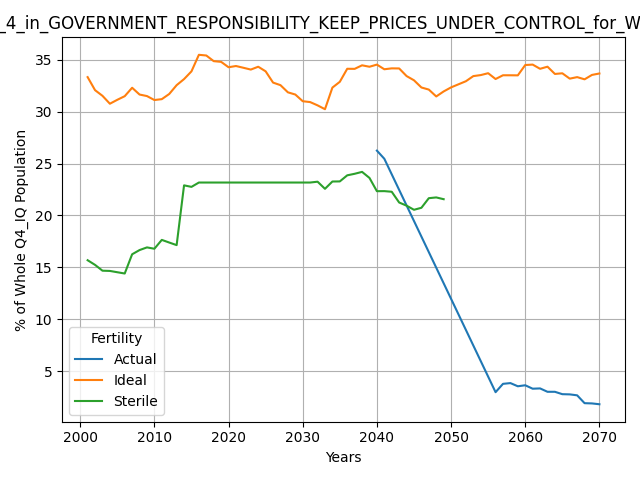 _4_in_GOVERNMENT_RESPONSIBILITY_KEEP_PRICES_UNDER_CONTROL_for_W
35
30
25
20
15
10
5
% of Whole Q4_IQ Population
Fertility
Actual
Ideal
Sterile
2000 2010 2020 2030 2040 2050 2060 2070
Years